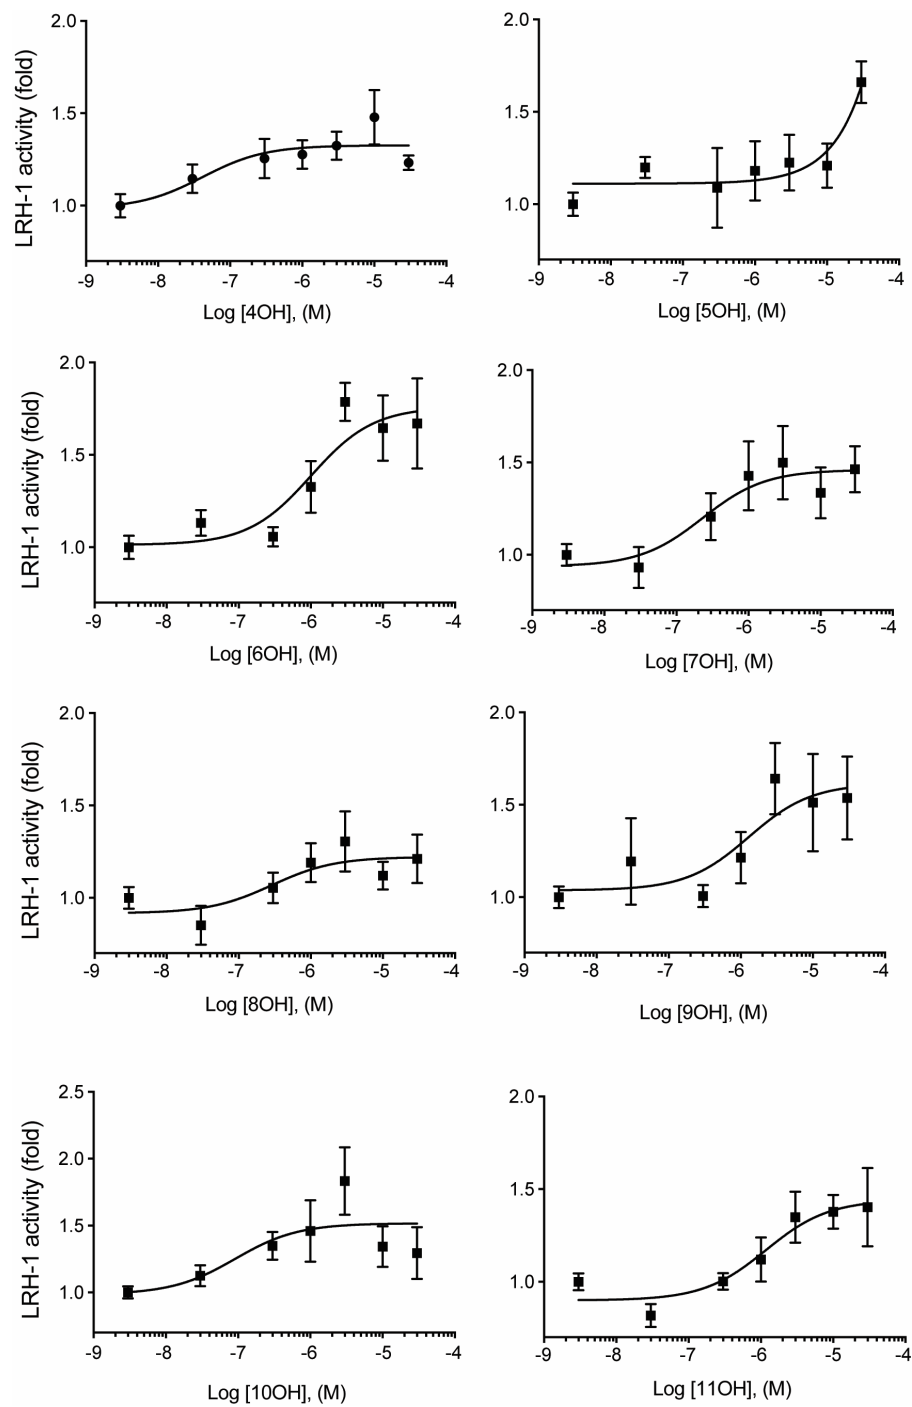 2.0 2.0
LRH-1 activity (fold) 1.5 1.5
1.0 1.0
-9 -8 -7 -6 -5 -4 -9 -8 -7 -6 -5 -4
Log [4OH], (M) Log [5OH], (M)
2.0 2.0
LRH-1 activity (fold) 1.5 1.5
1.0 1.0
-9 -8 -7 -6 -5 -4 -9 -8 -7 -6 -5 -4
Log [6OH], (M) Log [7OH], (M)
2.0 2.0
LRH-1 activity (fold) 1.5 1.5
1.0 1.0
-9 -8 -7 -6 -5 -4 -9 -8 -7 -6 -5 -4
Log [8OH], (M) Log [9OH], (M)
2.5
2.0 2.0
LRH-1 activity (fold) 1.5 1.5
1.0 1.0
-9 -8 -7 -6 -5 -4 -9 -8 -7 -6 -5 -4
Log [10OH], (M) Log [11OH], (M)